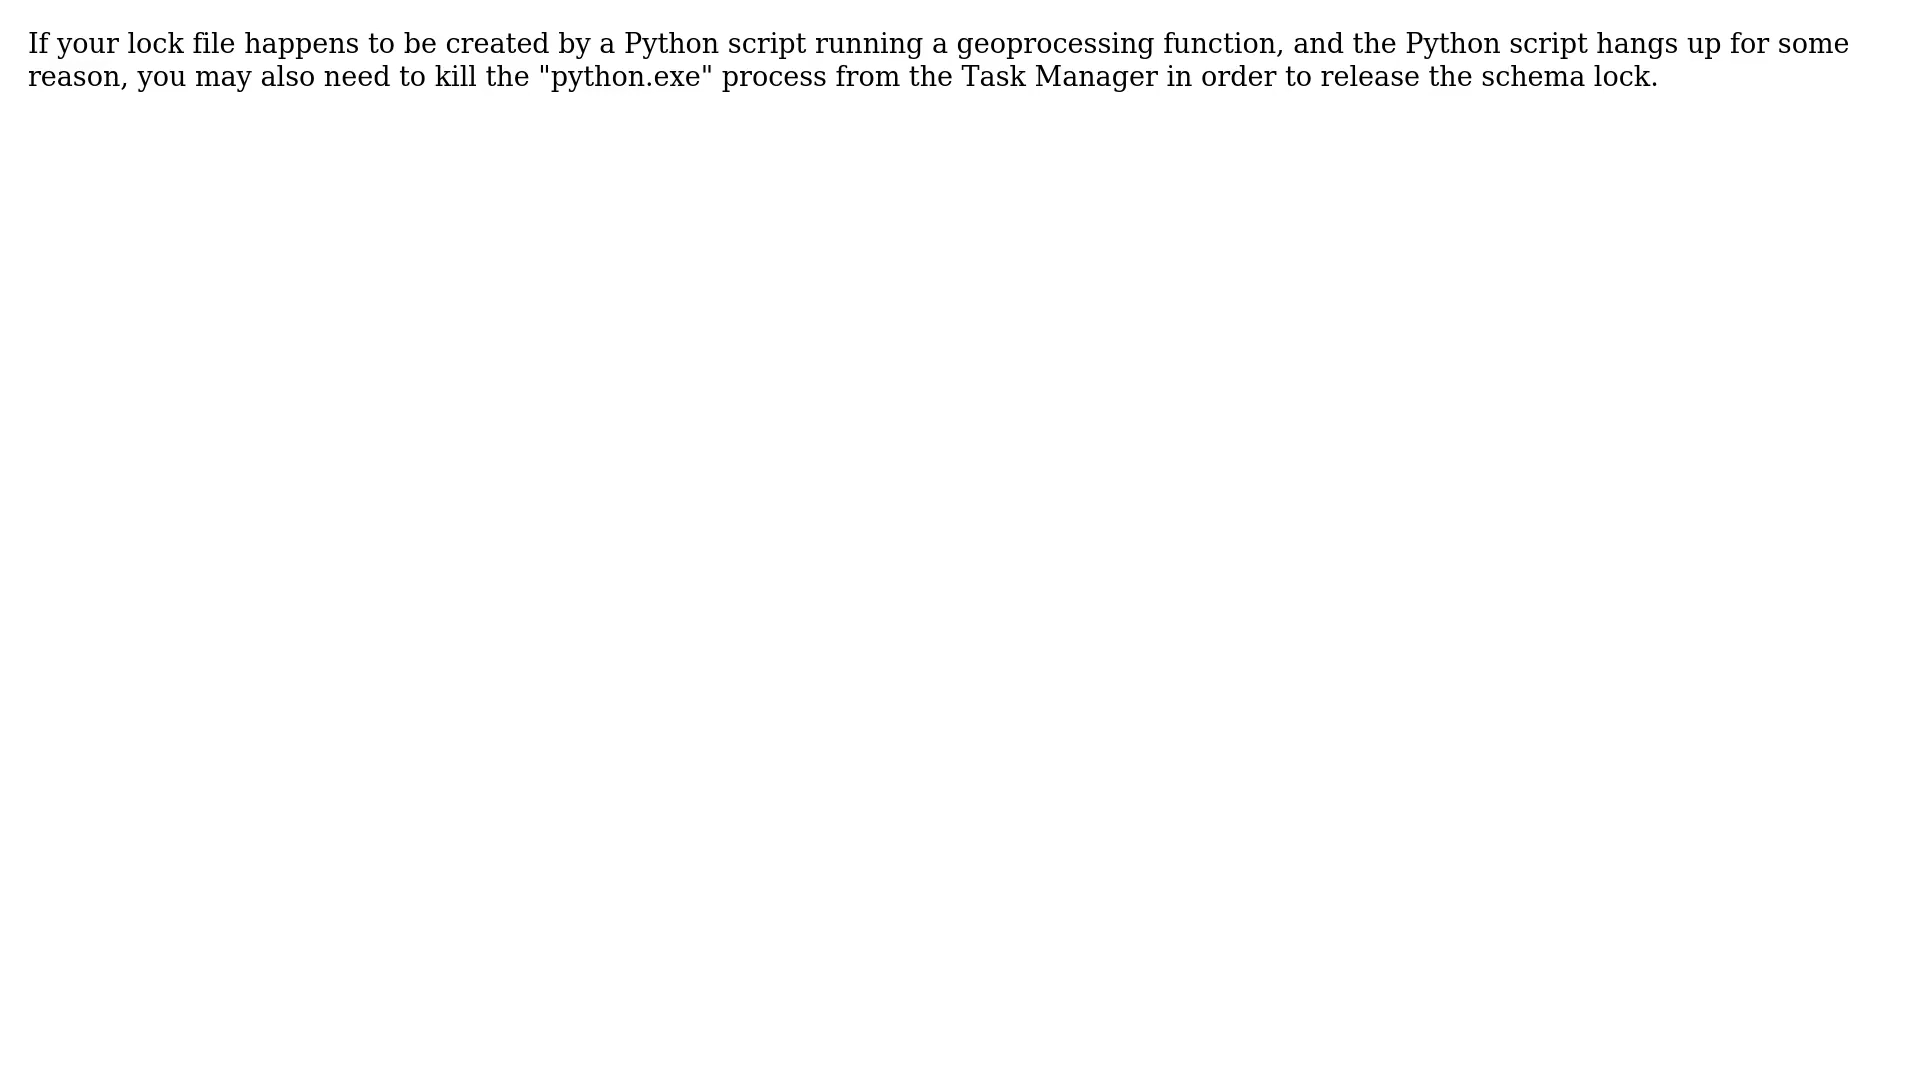 If your lock file happens to be created by a Python script running a geoprocessing function, and the Python script hangs up for some
reason, you may also need to kill the "python.exe" process from the Task Manager in order to release the schema lock.